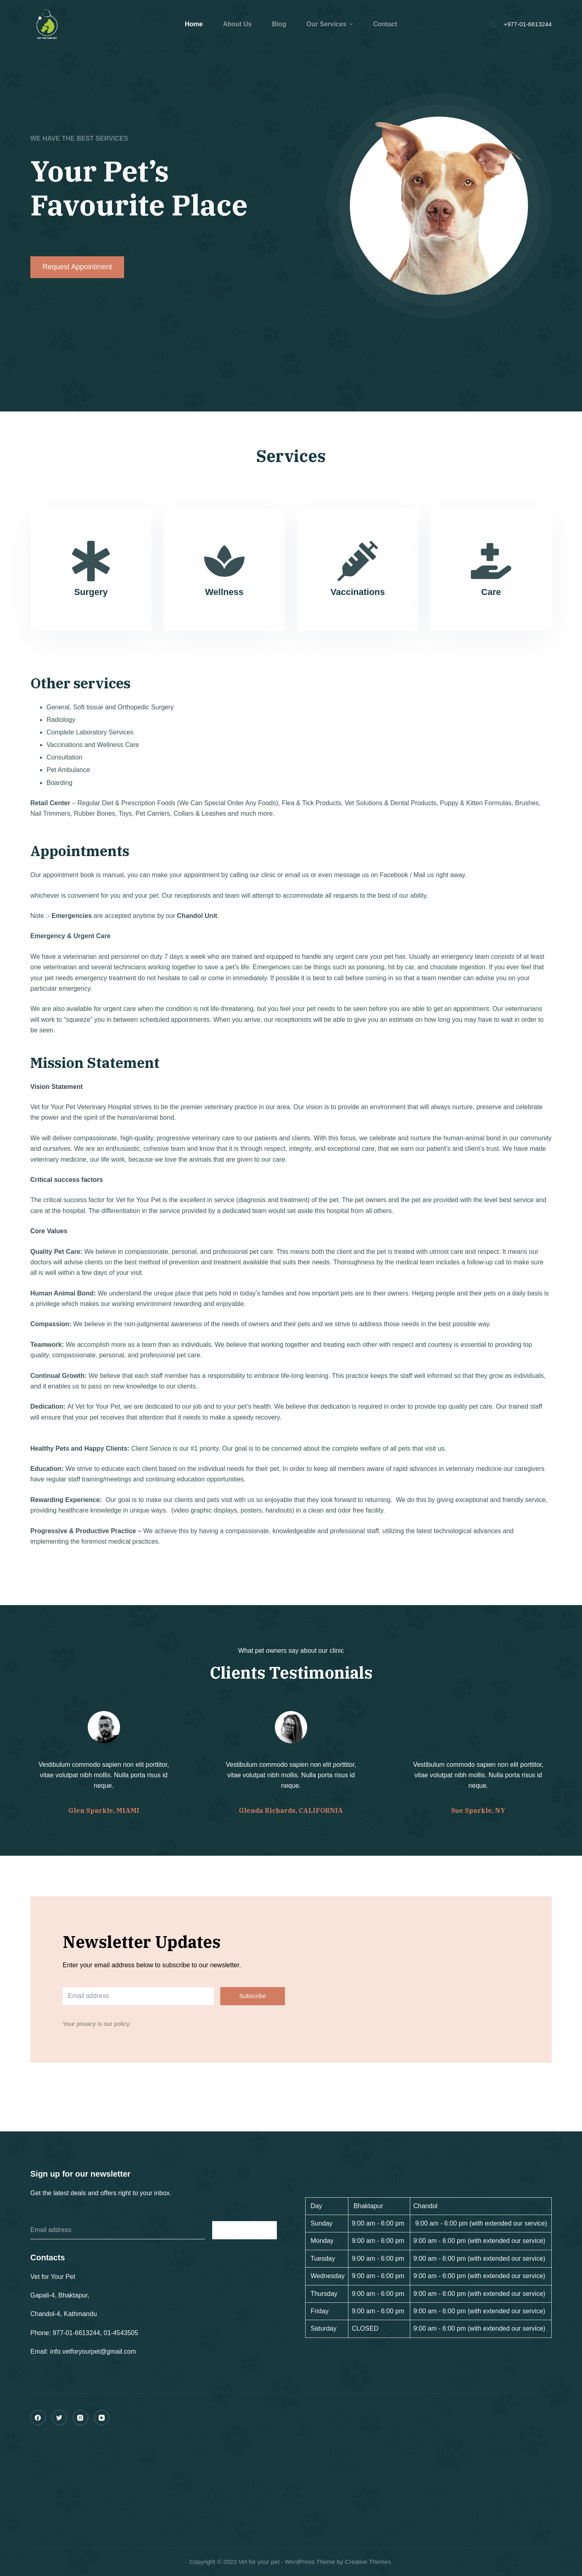 VET FOR YOUR PET
Home
About Us
Blog
Our Services
Contact
+977-01-6613244
WE HAVE THE BEST SERVICES
Your Pet’s
Favourite Place
Request Appointment
Services
Surgery
Wellness
Vaccinations
Care
Other services
• General, Soft tissue and Orthopedic Surgery
• Radiology
• Complete Laboratory Services
• Vaccinations and Wellness Care
• Consultation
• Pet Ambulance
• Boarding
Retail Center – Regular Diet & Prescription Foods (We Can Special Order Any Foods), Flea & Tick Products, Vet Solutions & Dental Products, Puppy & Kitten Formulas, Brushes,
Nail Trimmers, Rubber Bones, Toys, Pet Carriers, Collars & Leashes and much more.
Appointments
Our appointment book is manual, you can make your appointment by calling our clinic or email us or even message us on Facebook / Mail us right away.
whichever is convenient for you and your pet. Our receptionists and team will attempt to accommodate all requests to the best of our ability.
Note :- Emergencies are accepted anytime by our Chandol Unit.
Emergency & Urgent Care
We have a veterinarian and personnel on duty 7 days a week who are trained and equipped to handle any urgent care your pet has. Usually an emergency team consists of at least
one veterinarian and several technicians working together to save a pet’s life. Emergencies can be things such as poisoning, hit by car, and chocolate ingestion. If you ever feel that
your pet needs emergency treatment do not hesitate to call or come in immediately. If possible it is best to call before coming in so that a team member can advise you on your
particular emergency.
We are also available for urgent care when the condition is not life-threatening, but you feel your pet needs to be seen before you are able to get an appointment. Our veterinarians
will work to “squeeze” you in between scheduled appointments. When you arrive, our receptionists will be able to give you an estimate on how long you may have to wait in order to
be seen.
Mission Statement
Vision Statement
Vet for Your Pet Veterinary Hospital strives to be the premier veterinary practice in our area. Our vision is to provide an environment that will always nurture, preserve and celebrate
the power and the spirit of the human/animal bond.
We will deliver compassionate, high-quality, progressive veterinary care to our patients and clients. With this focus, we celebrate and nurture the human-animal bond in our community
and ourselves. We are an enthusiastic, cohesive team and know that it is through respect, integrity, and exceptional care, that we earn our patient’s and client’s trust. We have made
veterinary medicine, our life work, because we love the animals that are given to our care.
Critical success factors
The critical success factor for Vet for Your Pet is the excellent in service (diagnosis and treatment) of the pet. The pet owners and the pet are provided with the level best service and
care at the hospital. The differentiation in the service provided by a dedicated team would set aside this hospital from all others.
Core Values
Quality Pet Care: We believe in compassionate, personal, and professional pet care. This means both the client and the pet is treated with utmost care and respect. It means our
doctors will advise clients on the best method of prevention and treatment available that suits their needs. Thoroughness by the medical team includes a follow-up call to make sure
all is well within a few days of your visit.
Human Animal Bond: We understand the unique place that pets hold in today’s families and how important pets are to their owners. Helping people and their pets on a daily basis is
a privilege which makes our working environment rewarding and enjoyable.
Compassion: We believe in the non-judgmental awareness of the needs of owners and their pets and we strive to address those needs in the best possible way.
Teamwork: We accomplish more as a team than as individuals. We believe that working together and treating each other with respect and courtesy is essential to providing top
quality, compassionate, personal, and professional pet care.
Continual Growth: We believe that each staff member has a responsibility to embrace life-long learning. This practice keeps the staff well informed so that they grow as individuals,
and it enables us to pass on new knowledge to our clients.
Dedication: At Vet for Your Pet, we are dedicated to our job and to your pet’s health. We believe that dedication is required in order to provide top quality pet care. Our trained staff
will ensure that your pet receives that attention that it needs to make a speedy recovery.
Healthy Pets and Happy Clients: Client Service is our #1 priority. Our goal is to be concerned about the complete welfare of all pets that visit us.
Education: We strive to educate each client based on the individual needs for their pet. In order to keep all members aware of rapid advances in veterinary medicine our caregivers
have regular staff training/meetings and continuing education opportunities.
Rewarding Experience: Our goal is to make our clients and pets visit with us so enjoyable that they look forward to returning. We do this by giving exceptional and friendly service,
providing healthcare knowledge in unique ways. (video graphic displays, posters, handouts) in a clean and odor free facility.
Progressive & Productive Practice – We achieve this by having a compassionate, knowledgeable and professional staff, utilizing the latest technological advances and
implementing the foremost medical practices.
What pet owners say about our clinic
Clients Testimonials
Vestibulum commodo sapien non elit porttitor,
vitae volutpat nibh mollis. Nulla porta risus id
neque.
Glen Sparkle, MIAMI
Vestibulum commodo sapien non elit porttitor,
vitae volutpat nibh mollis. Nulla porta risus id
neque.
Glenda Richards, CALIFORNIA
Vestibulum commodo sapien non elit porttitor,
vitae volutpat nibh mollis. Nulla porta risus id
neque.
Sue Sparkle, NY
Newsletter Updates
Enter your email address below to subscribe to our newsletter.
Email address
Subscribe
Your privacy is our policy.
Sign up for our newsletter
Get the latest deals and offers right to your inbox.
Email address
Contacts
Vet for Your Pet
Gapali-4, Bhaktapur,
Chandol-4, Kathmandu
Phone: 977-01-6613244, 01-4543505
Email: info.vetforyourpet@gmail.com
Day Bhaktapur Chandol
Sunday 9:00 am - 6:00 pm 9:00 am - 6:00 pm (with extended our service)
Monday 9:00 am - 6:00 pm 9:00 am - 6:00 pm (with extended our service)
Tuesday 9:00 am - 6:00 pm 9:00 am - 6:00 pm (with extended our service)
Wednesday 9:00 am - 6:00 pm 9:00 am - 6:00 pm (with extended our service)
Thursday 9:00 am - 6:00 pm 9:00 am - 6:00 pm (with extended our service)
Friday 9:00 am - 6:00 pm 9:00 am - 6:00 pm (with extended our service)
Saturday CLOSED 9:00 am - 6:00 pm (with extended our service)
Copyright © 2023 Vet for your pet - WordPress Theme by Creative Themes.